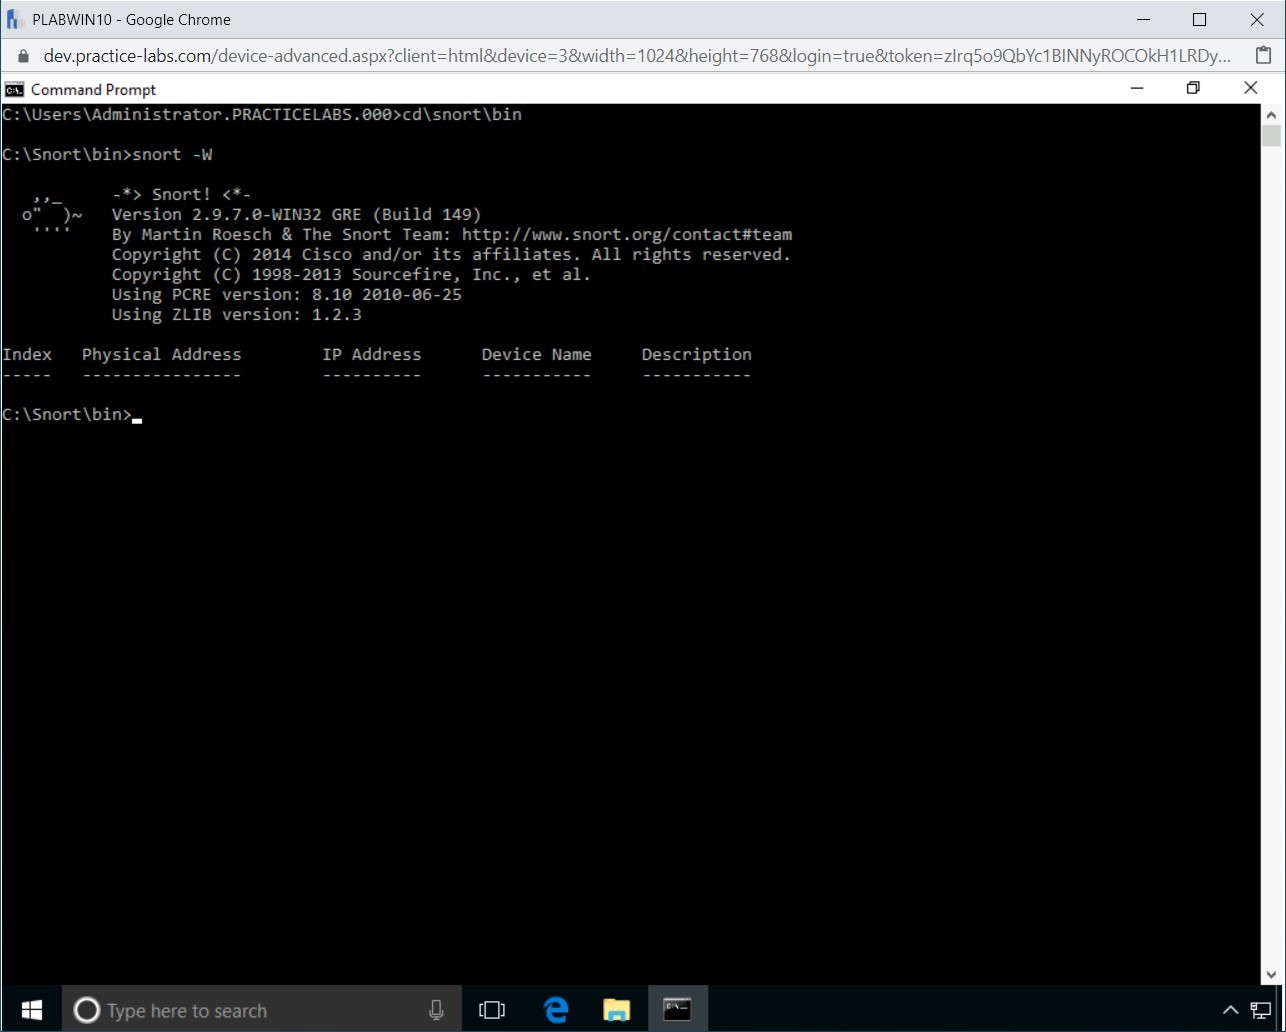 PLABWIN10 - Google Chrome
dev.practice-labs.com/device-advanced.aspx?client=html&device=3&width=1024&height=768&login=true&token=zIrq5o9QbYc1BINNyROCOkH1LRDy...
Command Prompt
C:\Users\Administrator.PRACTICELABS.000>cd\snort\bin
C:\Snort\bin>snort -W
,,_ -*> Snort! <*-
o" )~ Version 2.9.7.0-WIN32 GRE (Build 149)
'''' By Martin Roesch & The Snort Team: http://www.snort.org/contact#team
Copyright (C) 2014 Cisco and/or its affiliates. All rights reserved.
Copyright (C) 1998-2013 Sourcefire, Inc., et al.
Using PCRE version: 8.10 2010-06-25
Using ZLIB version: 1.2.3
Index Physical Address IP Address Device Name Description
----- ---------------- ---------- ----------- -----------
C:\Snort\bin>
Type here to search